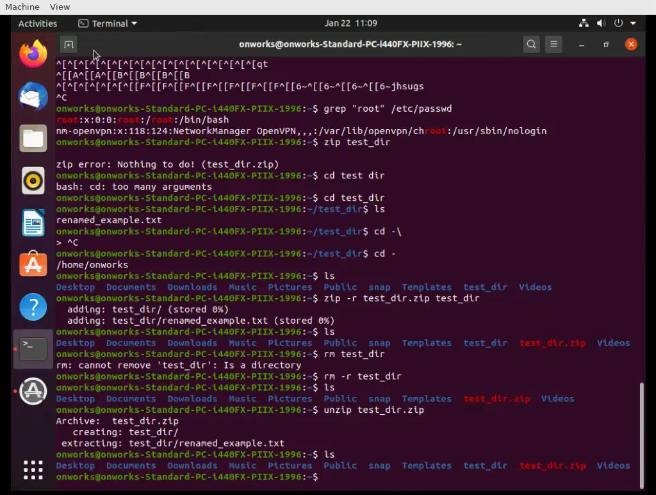 Machine View
Activities Terminal Jan 22 11:09
onworks@onworks-Standard-PC-i440FX-PIIX-1996: ~
^[^[^[^[^[^[^[^[^[^[^[^[^[^[^[^[^[^[^[qt
^[[A^[[A^[[B^[[B^[[B^[[B
^[^[^[^[^[^[^[[F^[[F^[[F^[[F^[[F^[[F^[[F^[[6~^[[6~^[[6~^[[6~jhsugs
^C
onworks@onworks-Standard-PC-i440FX-PIIX-1996:~$ grep "root" /etc/passwd
root:x:0:0:root:/root:/bin/bash
nm-openvpn:x:118:124:NetworkManager OpenVPN,,,:/var/lib/openvpn/chroot:/usr/sbin/nologin
onworks@onworks-Standard-PC-i440FX-PIIX-1996:~$ zip test_dir
zip error: Nothing to do! (test_dir.zip)
onworks@onworks-Standard-PC-i440FX-PIIX-1996:~$ cd test dir
bash: cd: too many arguments
onworks@onworks-Standard-PC-i440FX-PIIX-1996:~$ cd test_dir
onworks@onworks-Standard-PC-i440FX-PIIX-1996:~/test_dir$ ls
renamed_example.txt
onworks@onworks-Standard-PC-i440FX-PIIX-1996:~/test_dir$ cd -\
> ^C
onworks@onworks-Standard-PC-i440FX-PIIX-1996:~/test_dir$ cd -
/home/onworks
onworks@onworks-Standard-PC-i440FX-PIIX-1996:~$ ls
Desktop Documents Downloads Music Pictures Public snap Templates test_dir Videos
onworks@onworks-Standard-PC-i440FX-PIIX-1996:~$ zip -r test_dir.zip test_dir
adding: test_dir/ (stored 0%)
adding: test_dir/renamed_example.txt (stored 0%)
onworks@onworks-Standard-PC-i440FX-PIIX-1996:~$ ls
Desktop Documents Downloads Music Pictures Public snap Templates test_dir test_dir.zip Videos
onworks@onworks-Standard-PC-i440FX-PIIX-1996:~$ rm test_dir
rm: cannot remove 'test_dir': Is a directory
onworks@onworks-Standard-PC-i440FX-PIIX-1996:~$ rm -r test_dir
onworks@onworks-Standard-PC-i440FX-PIIX-1996:~$ ls
Desktop Documents Downloads Music Pictures Public snap Templates test_dir.zip Videos
onworks@onworks-Standard-PC-i440FX-PIIX-1996:~$ unzip test_dir.zip
Archive: test_dir.zip
creating: test_dir/
extracting: test_dir/renamed_example.txt
onworks@onworks-Standard-PC-i440FX-PIIX-1996:~$ ls
Desktop Documents Downloads Music Pictures Public snap Templates test_dir test_dir.zip Videos
onworks@onworks-Standard-PC-i440FX-PIIX-1996:~$